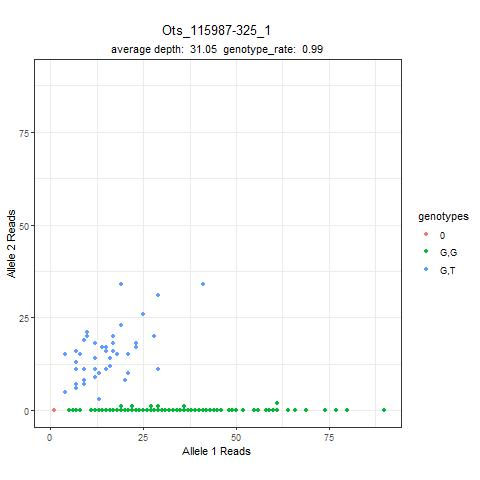 Ots_115987-325_1
average depth: 31.05 genotype_rate: 0.99
75
50
25
0
Allele 2 Reads
0 25 50 75
Allele 1 Reads
genotypes
0
G,G
G,T